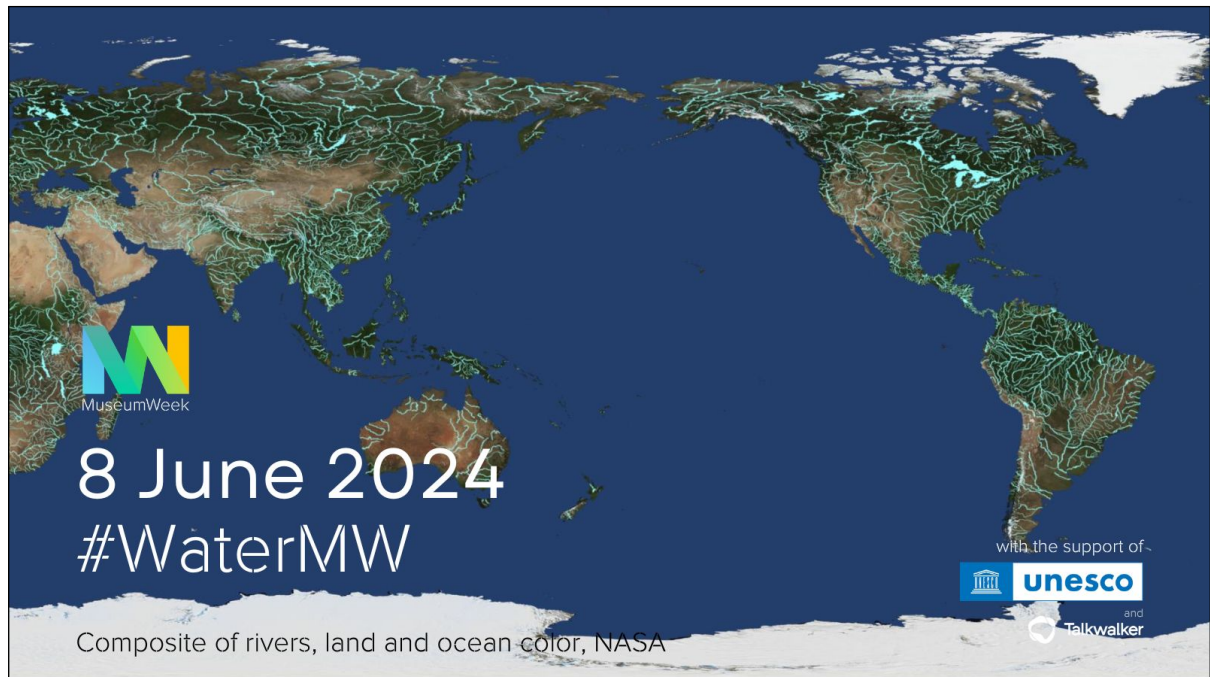 MuseumWeek
8 June 2024
#WaterMW
with the support of
unesco
and
Talkwalker
Composite of rivers, land and ocean color, NASA